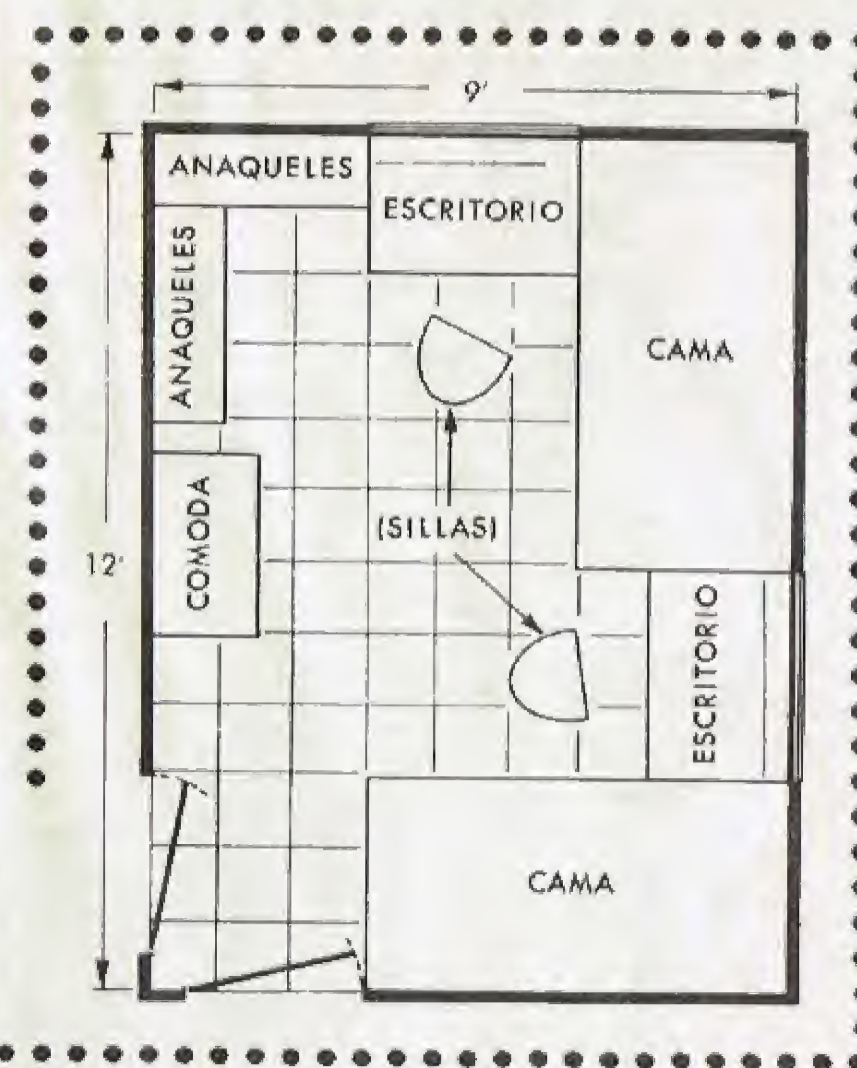 9'
ANAQUELES
ESCRITORIO
ANAQUELES
CAMA
COMODA
(SILLAS)
12'
ESCRITORIO
CAMA